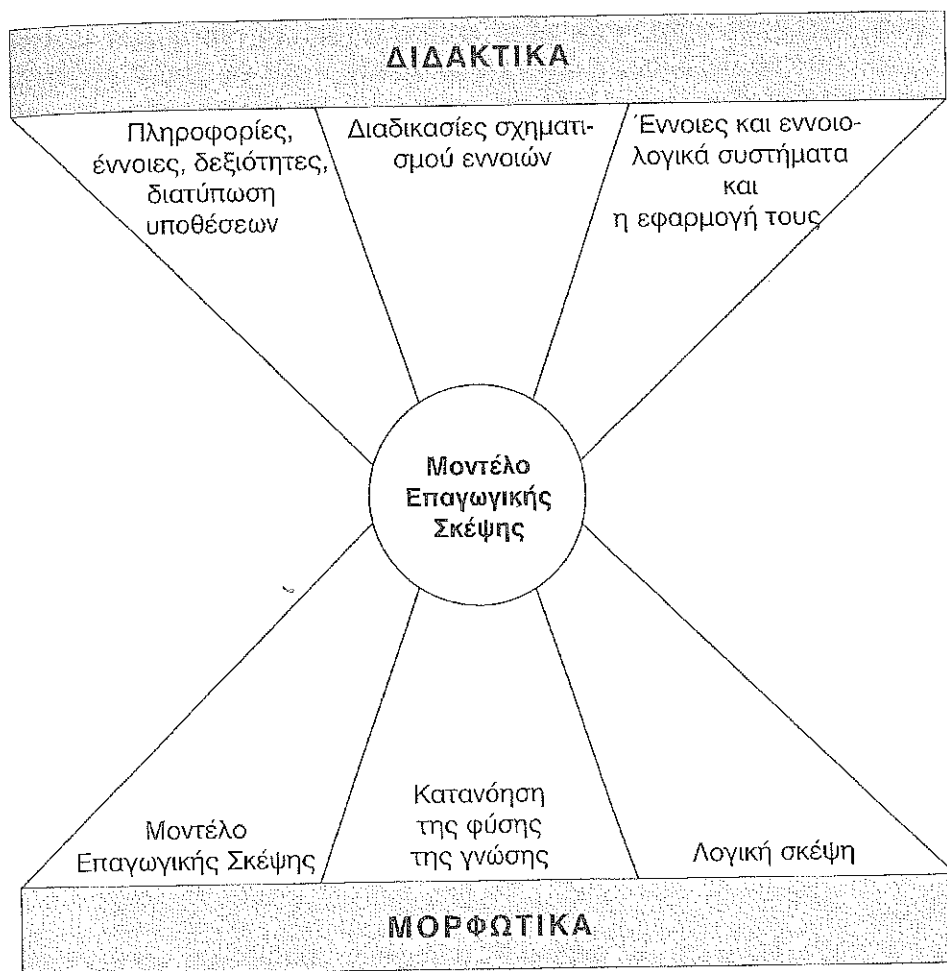 ΔΙΔΑΚΤΙΚΑ
Πληροφορίες,
έννοιες, δεξιότητες,
διατύπωση
υποθέσεων
Διαδικασίες σχηματι-
σμού εννοιών
Έννοιες και εννοιο-
λογικά συστήματα
και
η εφαρμογή τους
Μοντέλο
Επαγωγικής
Σκέψης
Μοντέλο
Επαγωγικής Σκέψης
Κατανόηση
της φύσης
της γνώσης
Λογική σκέψη
ΜΟΡΦΩΤΙΚΑ